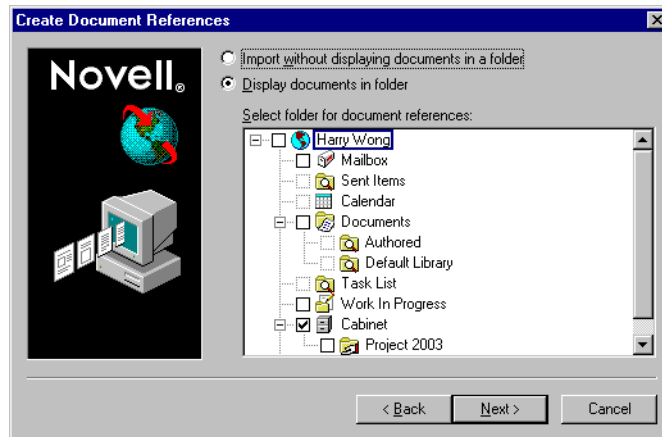 Create Document References
Novell®
Import without displaying documents in a folder
Display documents in folder
Select folder for document references:
Harry Wong
Mailbox
Sent Items
Calendar
Documents
Authored
Default Library
Task List
Work In Progress
Cabinet
Project 2003
< Back
Next >
Cancel